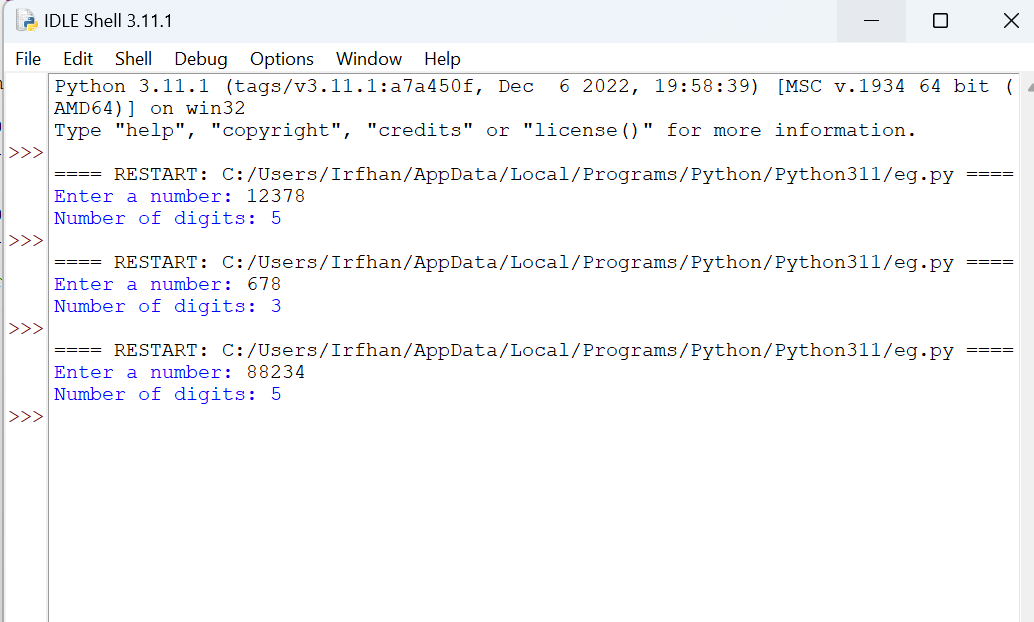 IDLE Shell 3.11.1
File Edit Shell Debug Options Window Help
Python 3.11.1 (tags/v3.11.1:a7a450f, Dec  6 2022, 19:58:39) [MSC v.1934 64 bit (
AMD64)] on win32
Type "help", "copyright", "credits" or "license()" for more information.
>>>
==== RESTART: C:/Users/Irfhan/AppData/Local/Programs/Python/Python311/eg.py ====
Enter a number: 12378
Number of digits: 5
>>>
==== RESTART: C:/Users/Irfhan/AppData/Local/Programs/Python/Python311/eg.py ====
Enter a number: 678
Number of digits: 3
>>>
==== RESTART: C:/Users/Irfhan/AppData/Local/Programs/Python/Python311/eg.py ====
Enter a number: 88234
Number of digits: 5
>>>